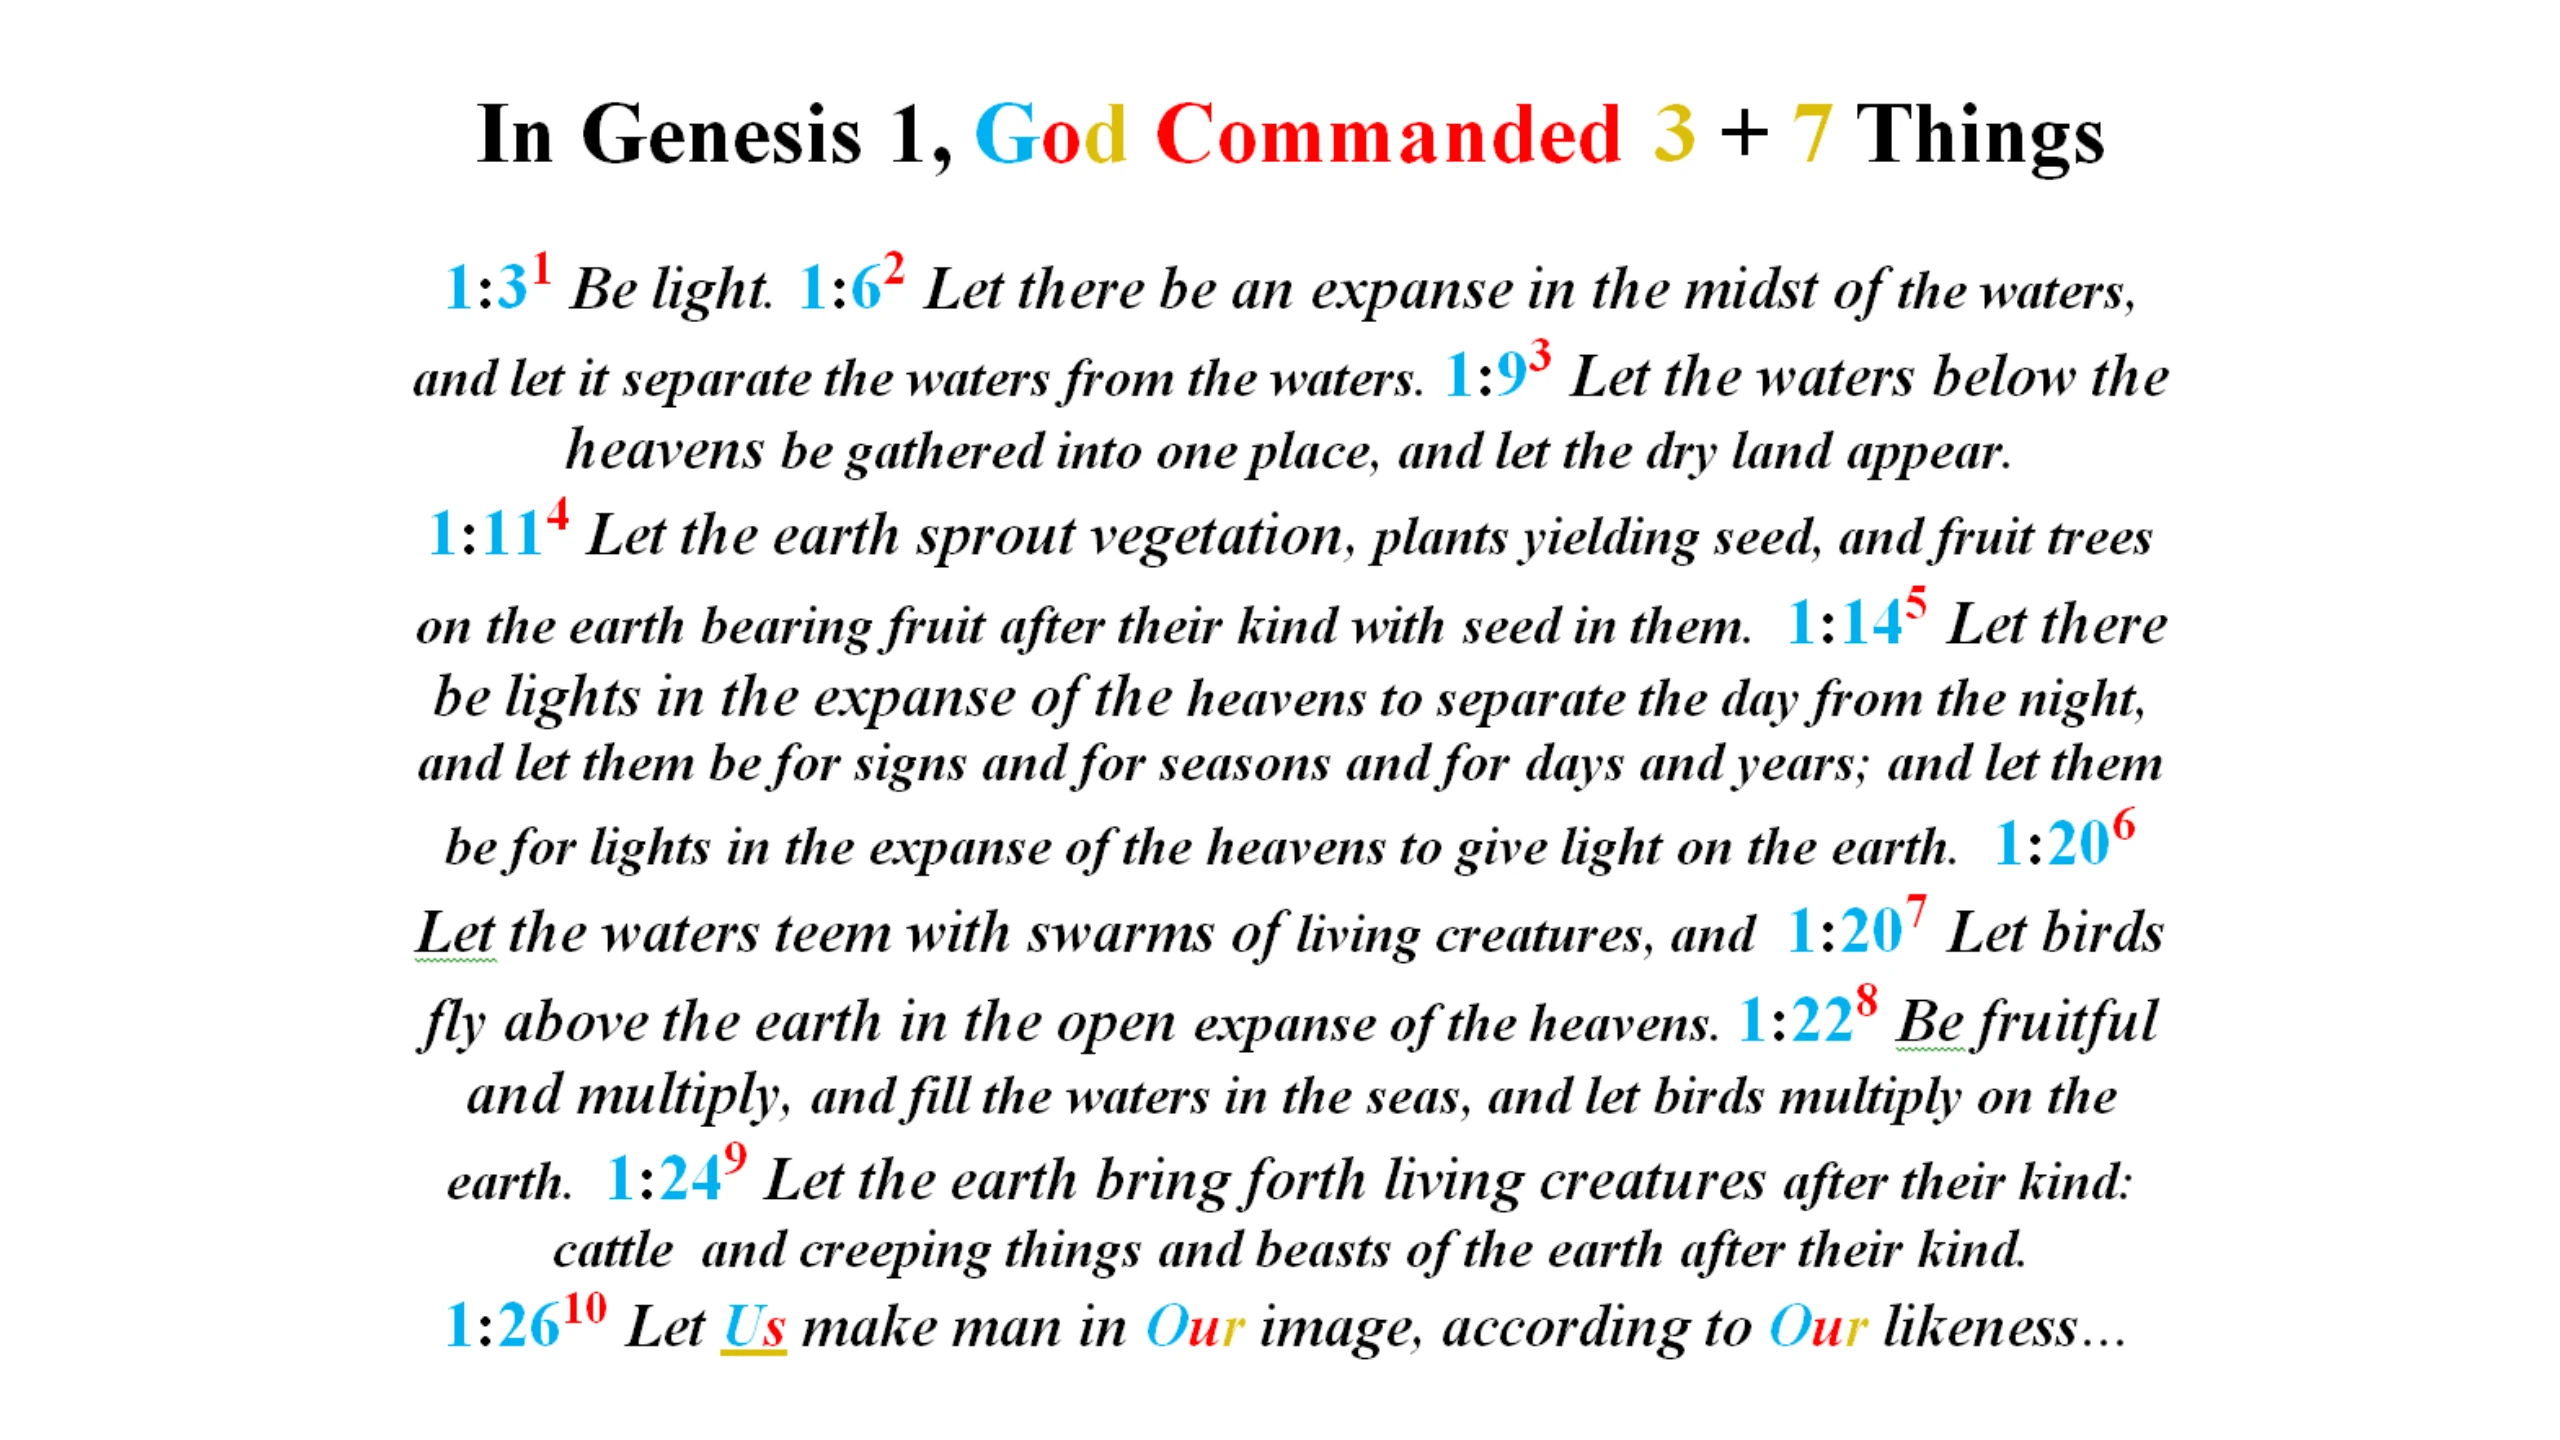 In Genesis 1, God Commanded 3 + 7 Things
1:3¹ Be light. 1:6² Let there be an expanse in the midst of the waters,
and let it separate the waters from the waters. 1:9³ Let the waters below the
heavens be gathered into one place, and let the dry land appear.
1:11⁴ Let the earth sprout vegetation, plants yielding seed, and fruit trees
on the earth bearing fruit after their kind with seed in them. 1:14⁵ Let there
be lights in the expanse of the heavens to separate the day from the night,
and let them be for signs and for seasons and for days and years; and let them
be for lights in the expanse of the heavens to give light on the earth. 1:20⁶
Let the waters teem with swarms of living creatures, and 1:20⁷ Let birds
fly above the earth in the open expanse of the heavens. 1:22⁸ Be fruitful
and multiply, and fill the waters in the seas, and let birds multiply on the
earth. 1:24⁹ Let the earth bring forth living creatures after their kind:
cattle and creeping things and beasts of the earth after their kind.
1:26¹⁰ Let Us make man in Our image, according to Our likeness…